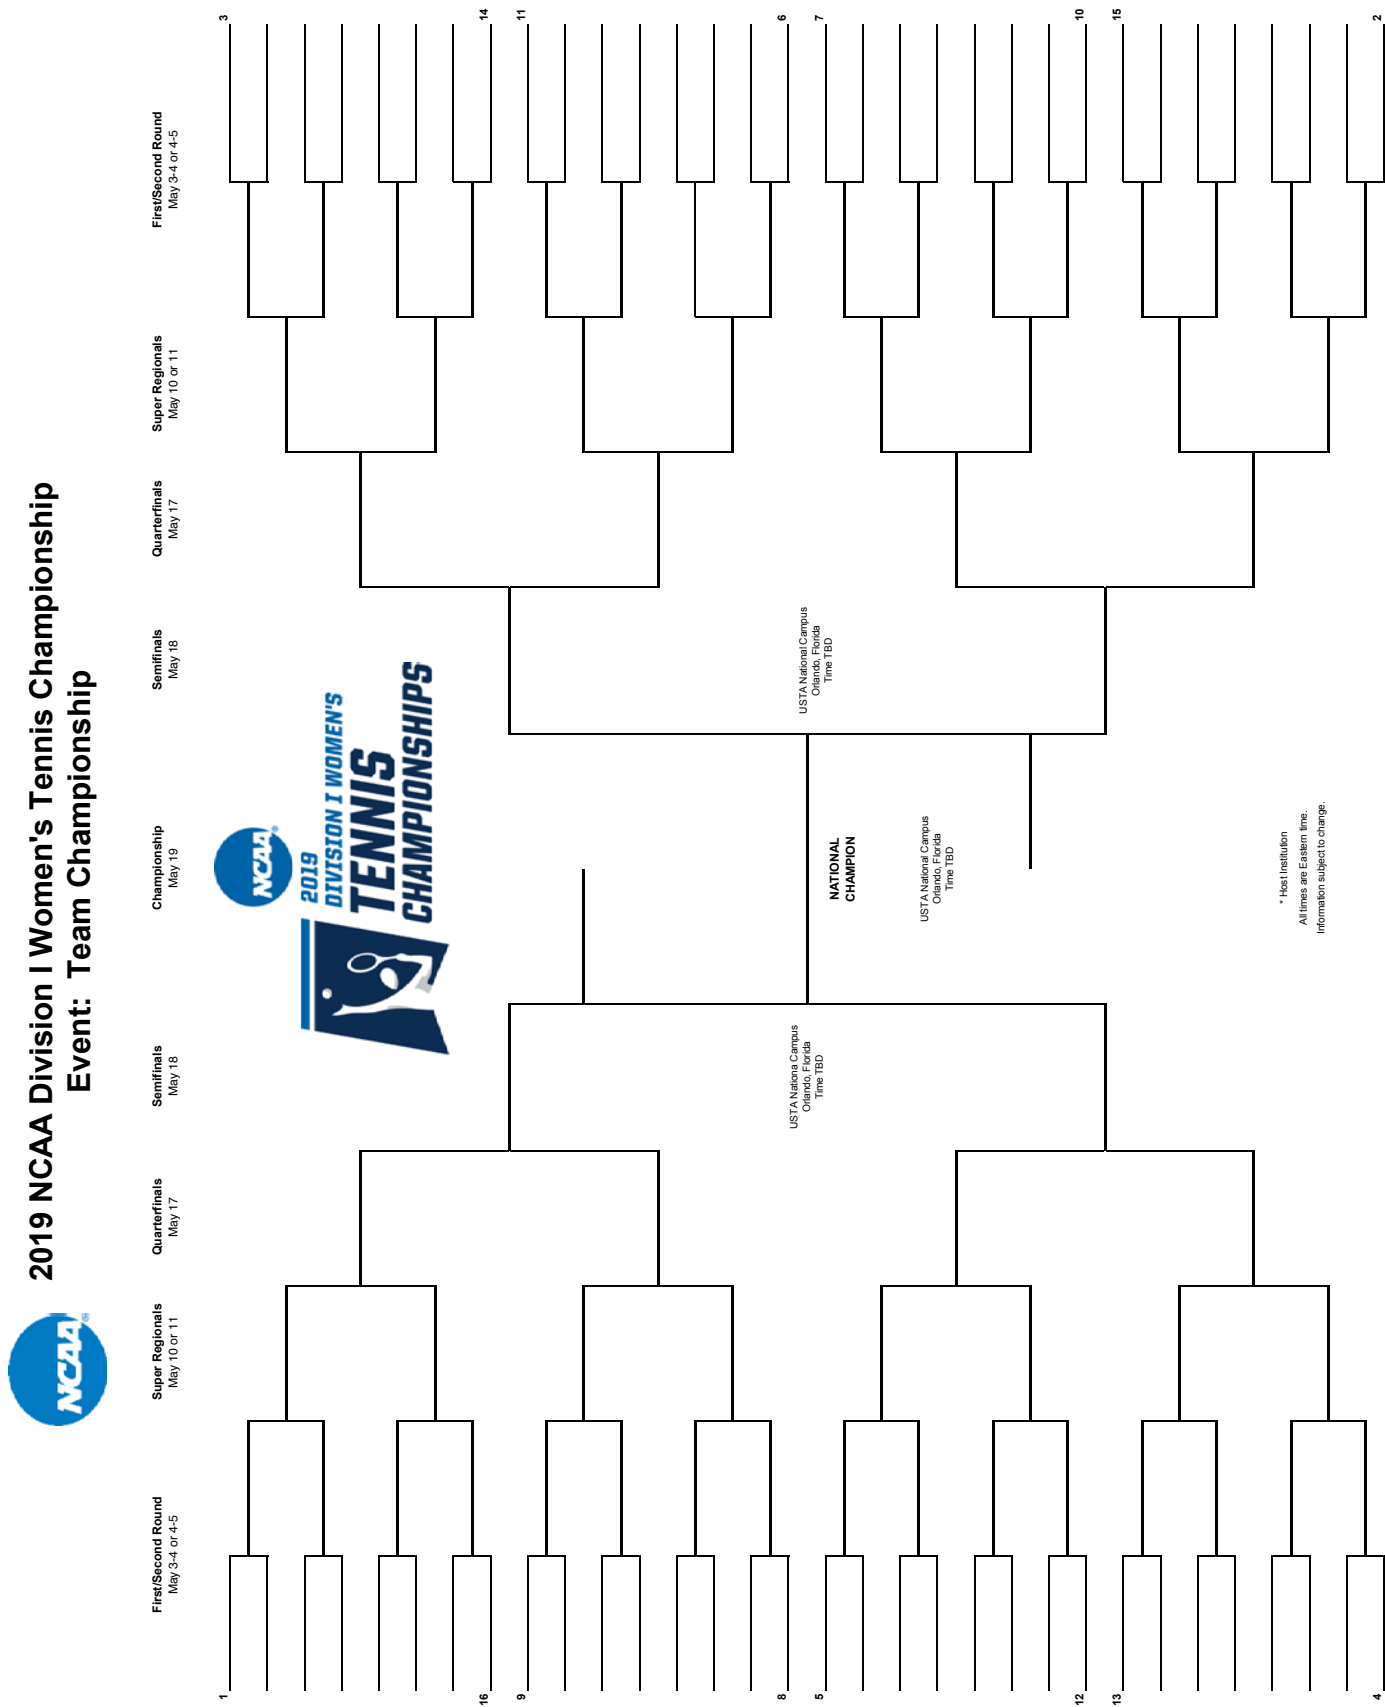 NCAA
2019 NCAA Division I Women's Tennis Championship
Event: Team Championship
First/Second Round
May 3-4 or 4-5
Super Regionals
May 10 or 11
Quarterfinals
May 17
Semifinals
May 18
Championship
May 19
Semifinals
May 18
Quarterfinals
May 17
Super Regionals
May 10 or 11
First/Second Round
May 3-4 or 4-5
1
3
NCAA
2019
DIVISION I WOMEN'S
TENNIS
CHAMPIONSHIPS
16
14
9
11
8
6
USTA Nationa Campus
Orlando, Florida
Time TBD
USTA National Campus
Orlando, Florida
Time TBD
5
7
NATIONAL
CHAMPION
USTA National Campus
Orlando, Florida
Time TBD
12
10
13
15
* Host Institution
All times are Eastern time.
Information subject to change.
4
2